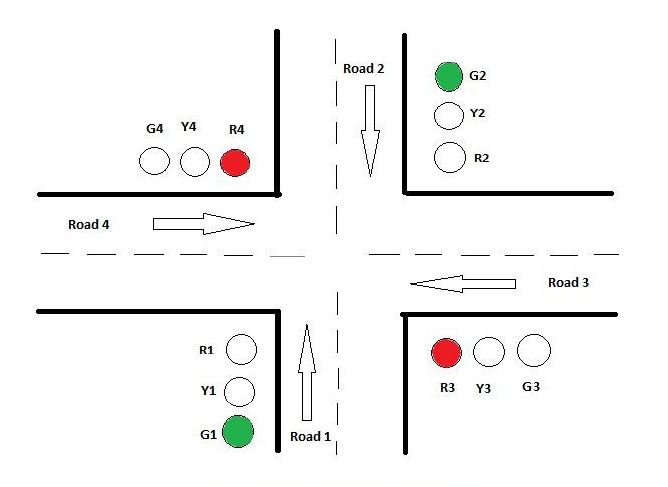 Road 2
G2
Y2
R2
G4 Y4 R4
Road 4
Road 3
R1
Y1
G1
Road 1
R3 Y3 G3